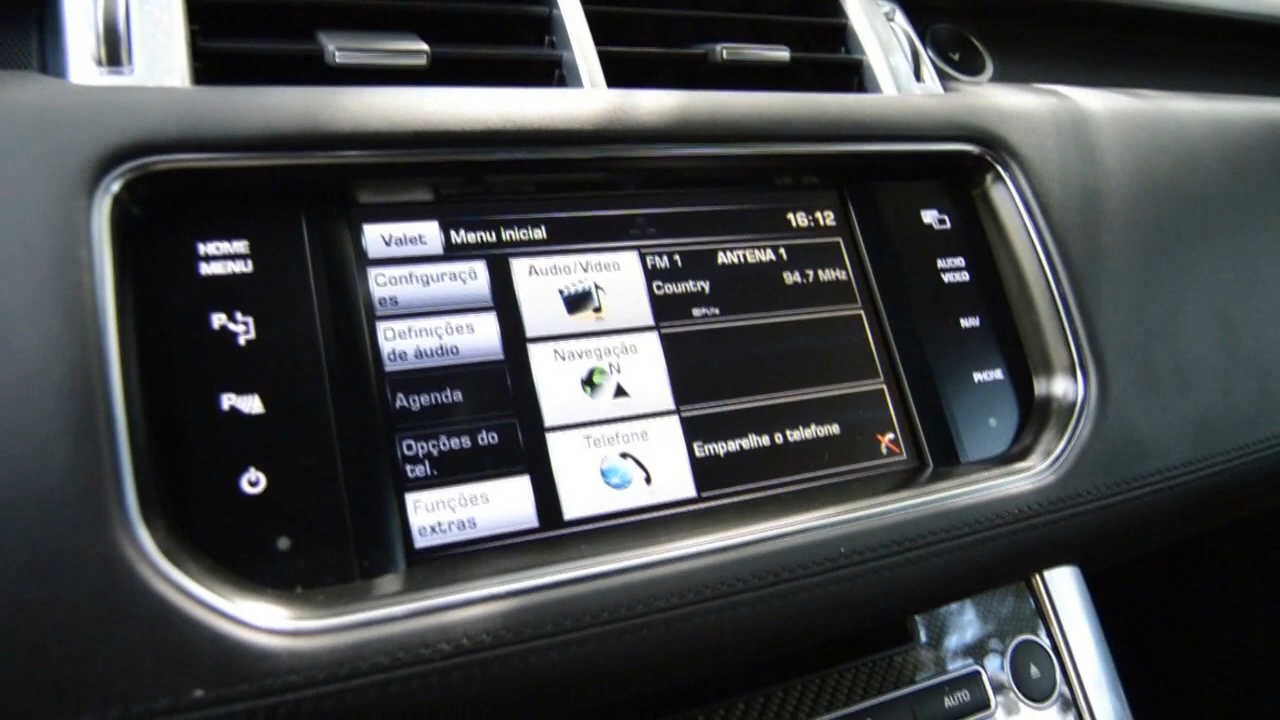 HOME
MENU
P
P
Valet
Menu inicial
16:12
Configuraçõ
es
Definições
de áudio
Agenda
Opções do
tel.
Funções
extras
Audio/Video
Navegação
N
Telefone
FM 1
ANTENA 1
Country
94.7 MHz
Emparelhe o telefone
AUDIO
VIDEO
NAV
PHONE
AUTO